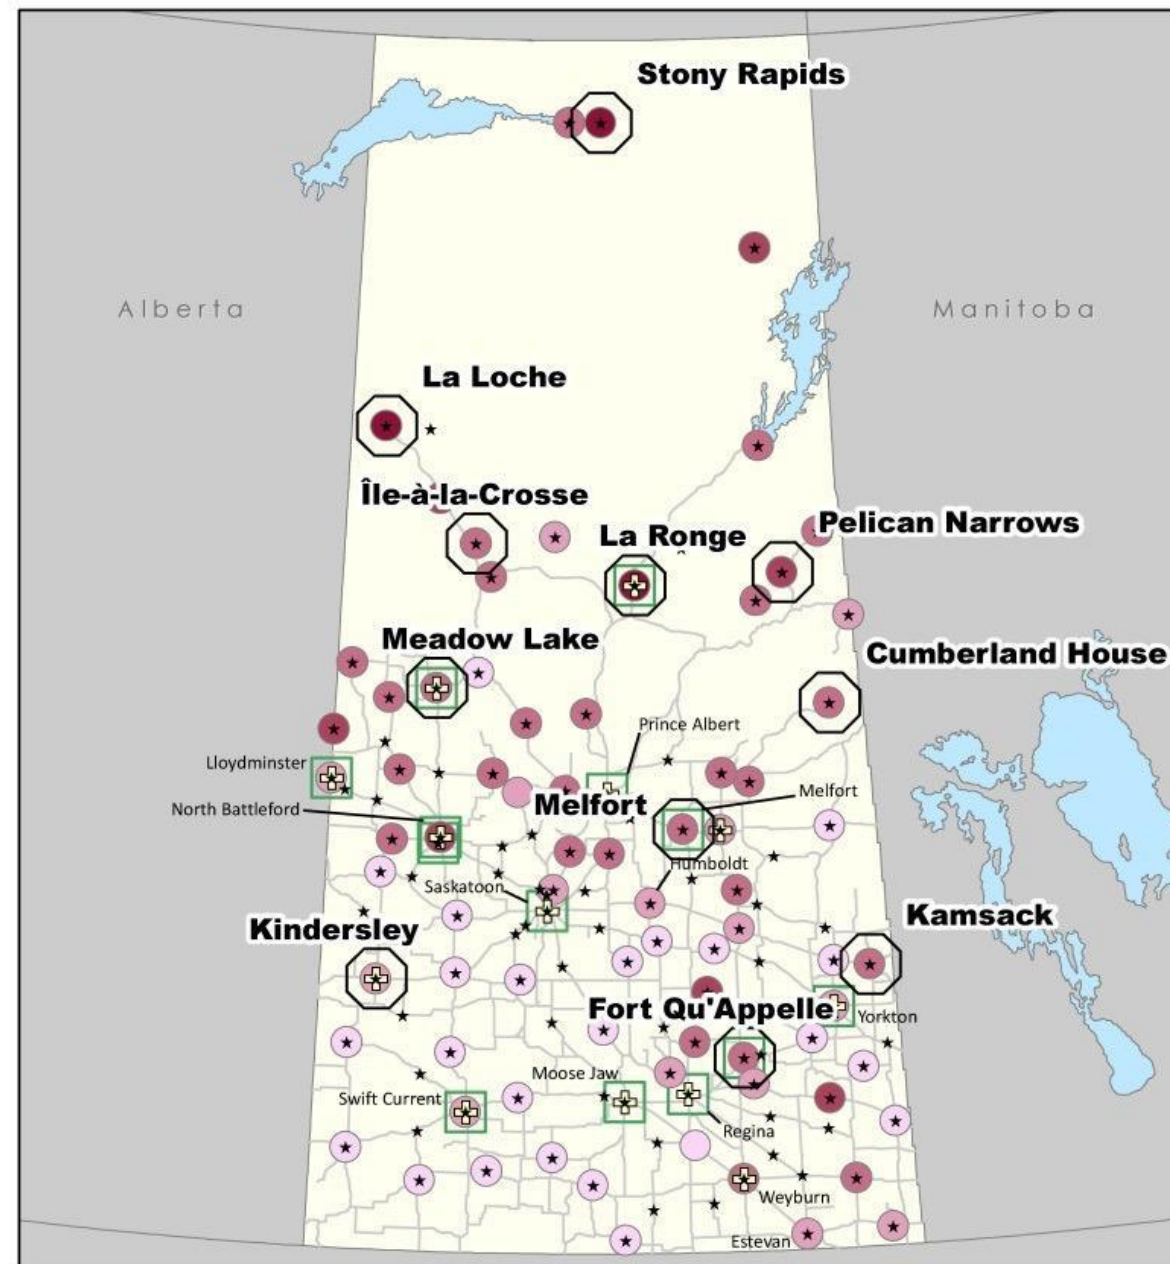 Stony Rapids
Alberta
Manitoba
La Loche
Île-à-la-Crosse
La Ronge
Pelican Narrows
Meadow Lake
Cumberland House
Prince Albert
Lloydminster
Melfort
North Battleford
Melfort
Humboldt
Saskatoon
Kamsack
Kindersley
Fort Qu'Appelle
Yorkton
Moose Jaw
Swift Current
Regina
Weyburn
Estevan